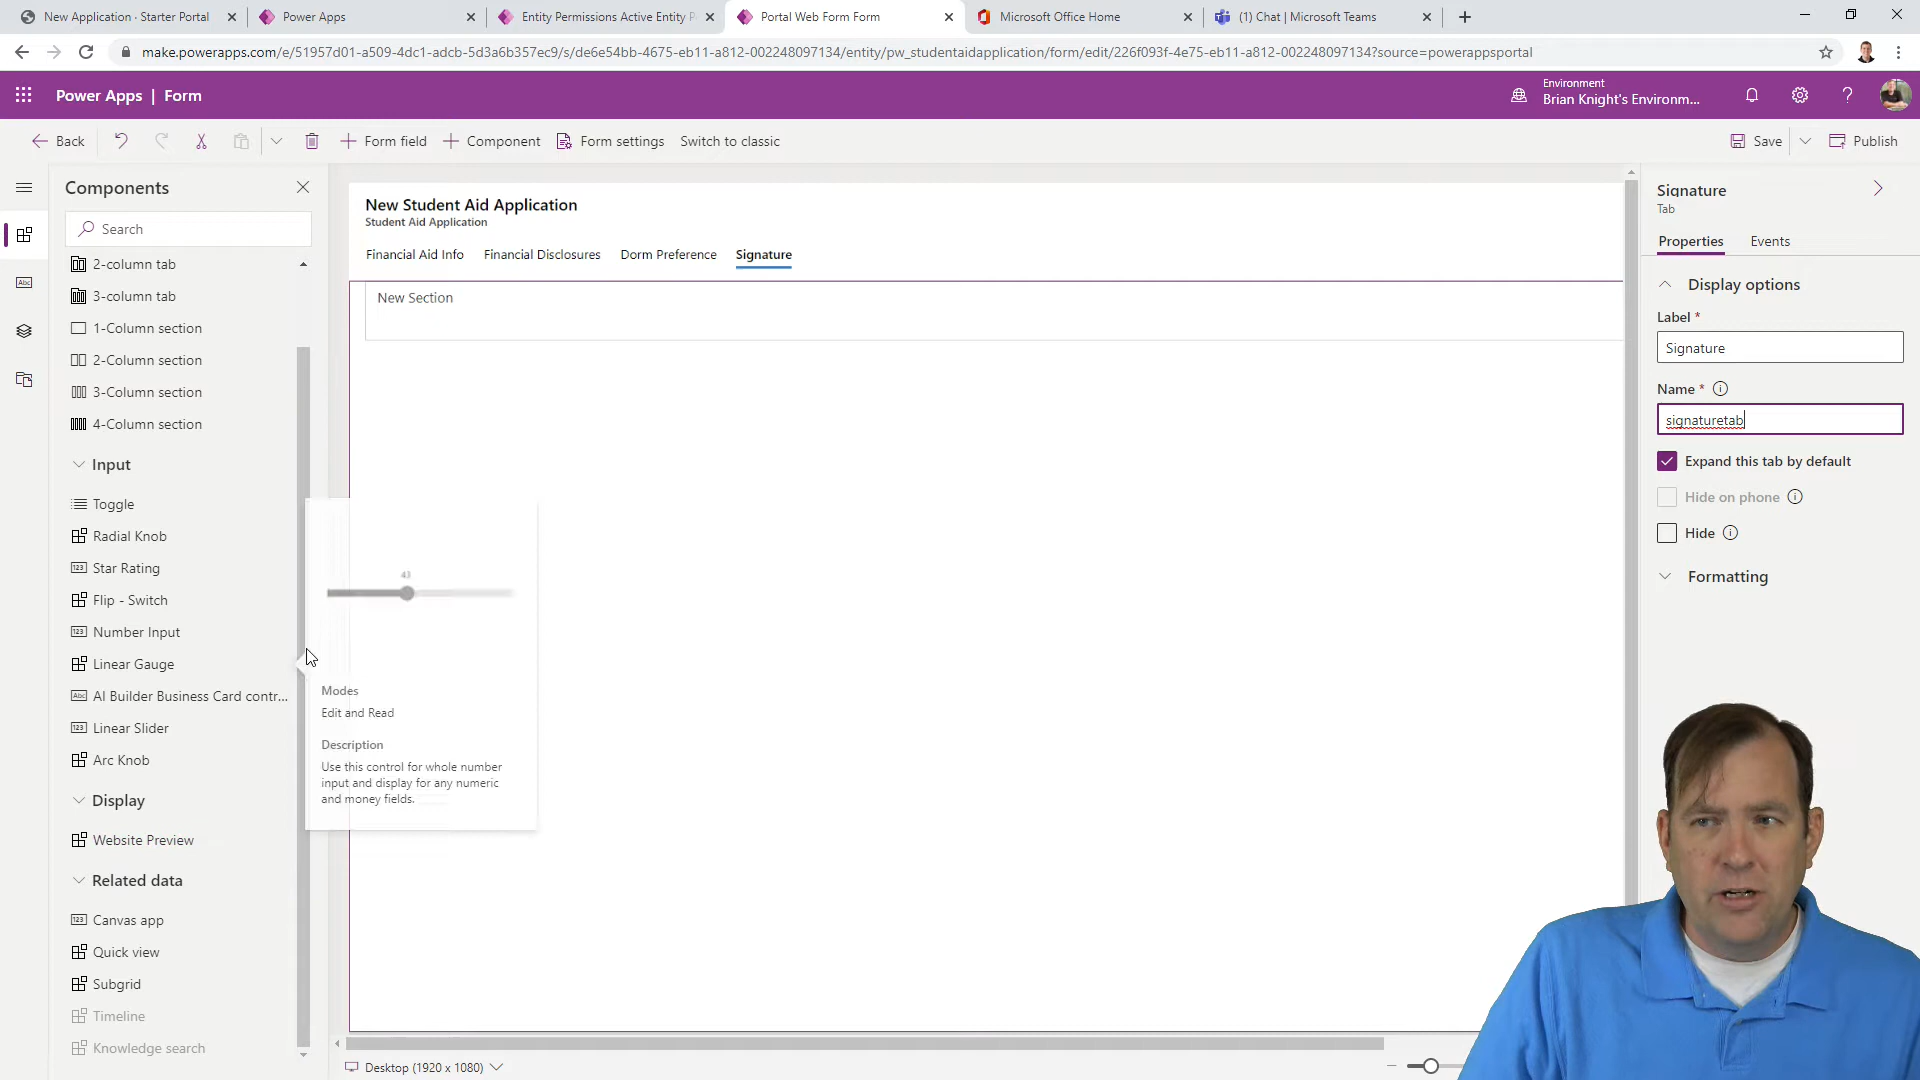 New Application · Starter Portal
Power Apps
Entity Permissions Active Entity P
Portal Web Form Form
Microsoft Office Home
(1) Chat | Microsoft Teams
make.powerapps.com/e/51957d01-a509-4dc1-adcb-5d3a6b357ec9/s/de6e54bb-4675-eb11-a812-002248097134/entity/pw_studentaidapplication/form/edit/226f093f-4e75-eb11-a812-002248097134?source=powerappsportal
Power Apps | Form
Environment
Brian Knight's Environm...
Back
Form field
Component
Form settings
Switch to classic
Save
Publish
Components
Search
2-column tab
3-column tab
1-Column section
2-Column section
3-Column section
4-Column section
Input
Toggle
Radial Knob
Star Rating
Flip - Switch
Number Input
Linear Gauge
AI Builder Business Card contr...
Linear Slider
Arc Knob
Display
Website Preview
Related data
Canvas app
Quick view
Subgrid
Timeline
Knowledge search
New Student Aid Application
Student Aid Application
Financial Aid Info
Financial Disclosures
Dorm Preference
Signature
New Section
43
Modes
Edit and Read
Description
Use this control for whole number
input and display for any numeric
and money fields.
Desktop (1920 x 1080)
Signature
Tab
Properties
Events
Display options
Label *
Signature
Name *
signaturetab
Expand this tab by default
Hide on phone
Hide
Formatting